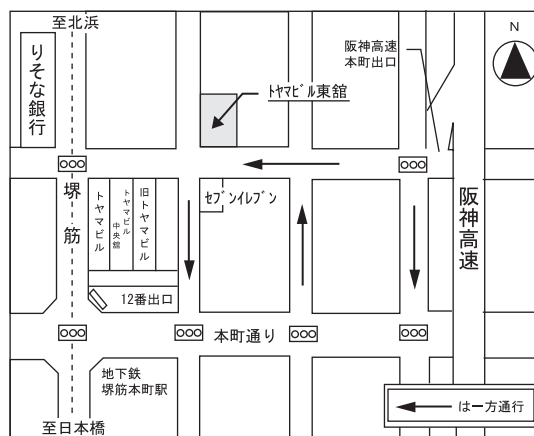 至北浜
りそな銀行
阪神高速
本町出口
N
トヤマビル東舘
堺筋
トヤマビル
トヤマビル
中央舘
旧トヤマビル
セブンイレブン
阪神高速
12番出口
本町通り
地下鉄
堺筋本町駅
至日本橋
は一方通行